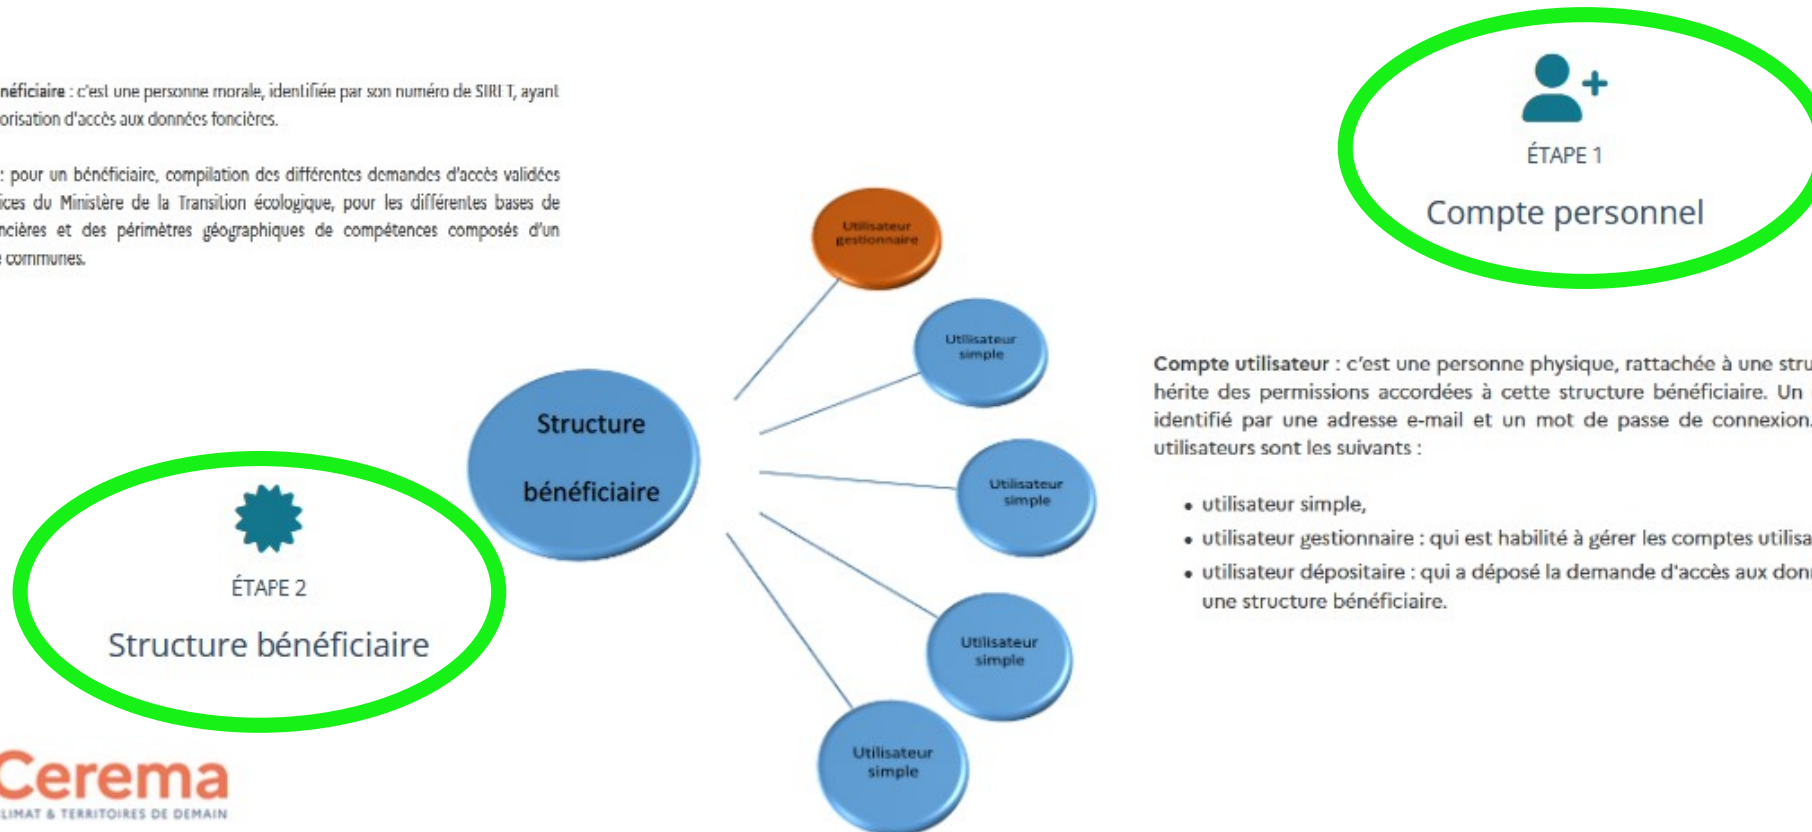 néficiaire : c'est une personne morale, identifiée par son numéro de SIRET, ayant
orisation d'accès aux données foncières.
: pour un bénéficiaire, compilation des différentes demandes d'accès validées
ices du Ministère de la Transition écologique, pour les différentes bases de
ncières et des périmètres géographiques de compétences composés d'un
e communes.
ÉTAPE 1
Compte personnel
Utilisateur
gestionnaire
Utilisateur
simple
Utilisateur
simple
Utilisateur
simple
Utilisateur
simple
Structure
bénéficiaire
Compte utilisateur : c'est une personne physique, rattachée à une stru
hérite des permissions accordées à cette structure bénéficiaire. Un
identifié par une adresse e-mail et un mot de passe de connexion.
utilisateurs sont les suivants :
• utilisateur simple,
• utilisateur gestionnaire : qui est habilité à gérer les comptes utilisa
• utilisateur dépositaire : qui a déposé la demande d'accès aux donn
une structure bénéficiaire.
ÉTAPE 2
Structure bénéficiaire
Cerema
CLIMAT & TERRITOIRES DE DEMAIN